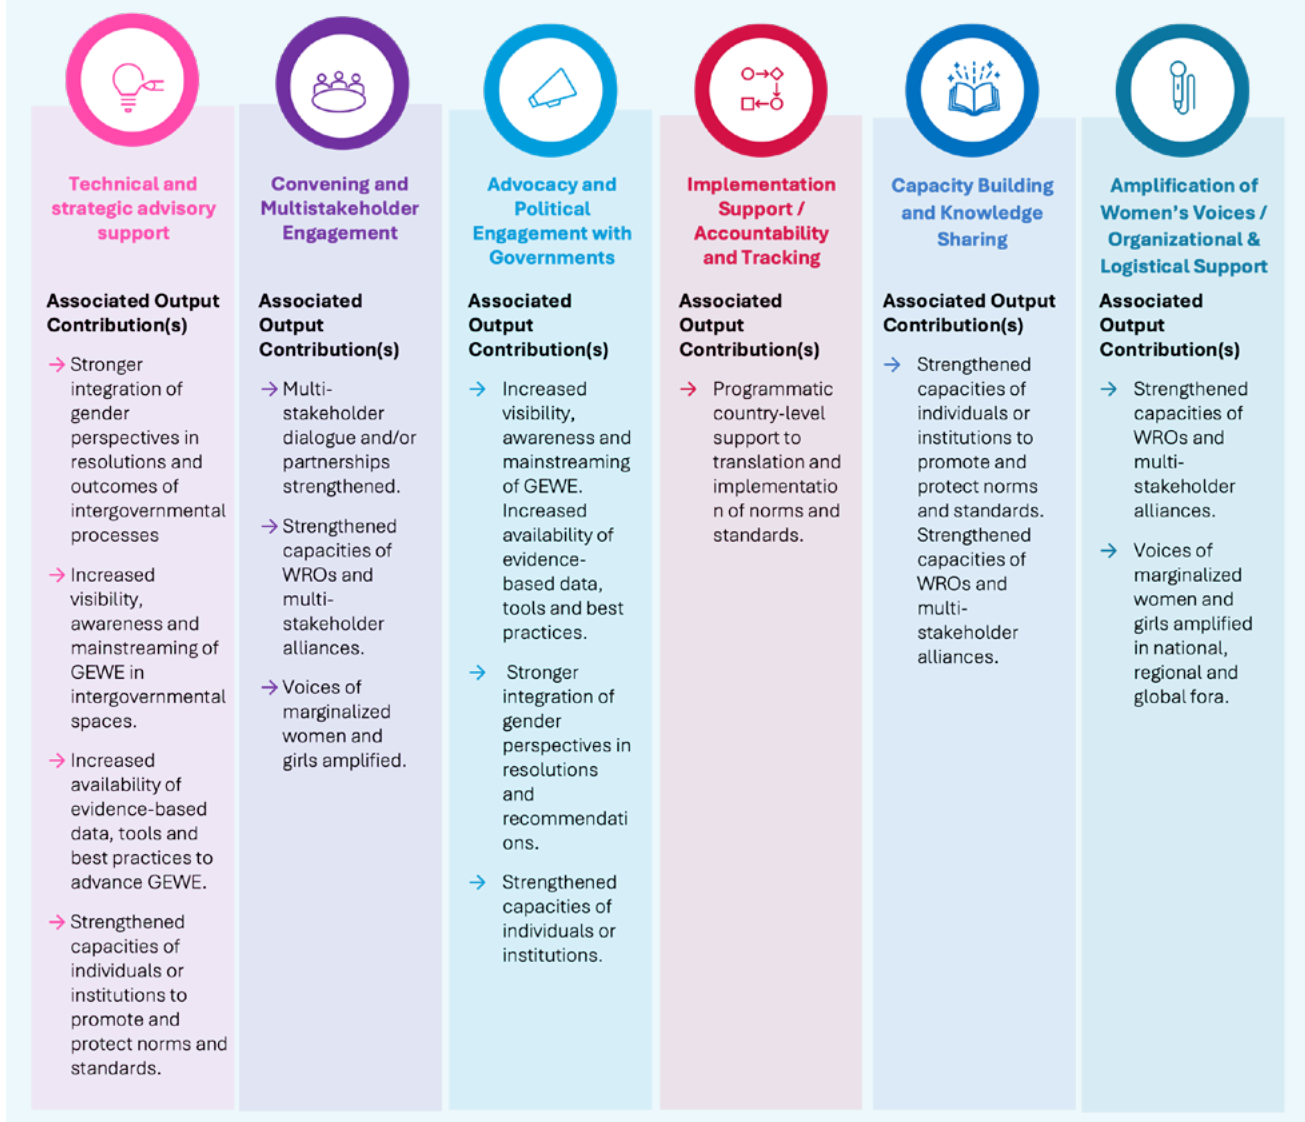 Technical and
strategic advisory
support
Associated Output
Contribution(s)
→ Stronger
integration of
gender
perspectives in
resolutions and
outcomes of
intergovernmental
processes
→ Increased
visibility,
awareness and
mainstreaming of
GEWE in
intergovernmental
spaces.
→ Increased
availability of
evidence-based
data, tools and
best practices to
advance GEWE.
→ Strengthened
capacities of
individuals or
institutions to
promote and
protect norms and
standards.
Convening and
Multistakeholder
Engagement
Associated
Output
Contribution(s)
→ Multi-
stakeholder
dialogue and/or
partnerships
strengthened.
→ Strengthened
capacities of
WROs and
multi-
stakeholder
alliances.
→ Voices of
marginalized
women and
girls amplified.
Advocacy and
Political
Engagement with
Governments
Associated
Output
Contribution(s)
→ Increased
visibility,
awareness and
mainstreaming
of GEWE.
Increased
availability of
evidence-
based data,
tools and best
practices.
→ Stronger
integration of
gender
perspectives in
resolutions
and
recommendati
ons.
→ Strengthened
capacities of
individuals or
institutions.
Implementation
Support /
Accountability
and Tracking
Associated
Output
Contribution(s)
→ Programmatic
country-level
support to
translation and
implementatio
n of norms and
standards.
Capacity Building
and Knowledge
Sharing
Associated Output
Contribution(s)
→ Strengthened
capacities of
individuals or
institutions to
promote and
protect norms
and standards.
Strengthened
capacities of
WROs and
multi-
stakeholder
alliances.
Amplification of
Women's Voices /
Organizational &
Logistical Support
Associated
Output
Contribution(s)
→ Strengthened
capacities of
WROs and
multi-
stakeholder
alliances.
→ Voices of
marginalized
women and
girls amplified
in national,
regional and
global fora.